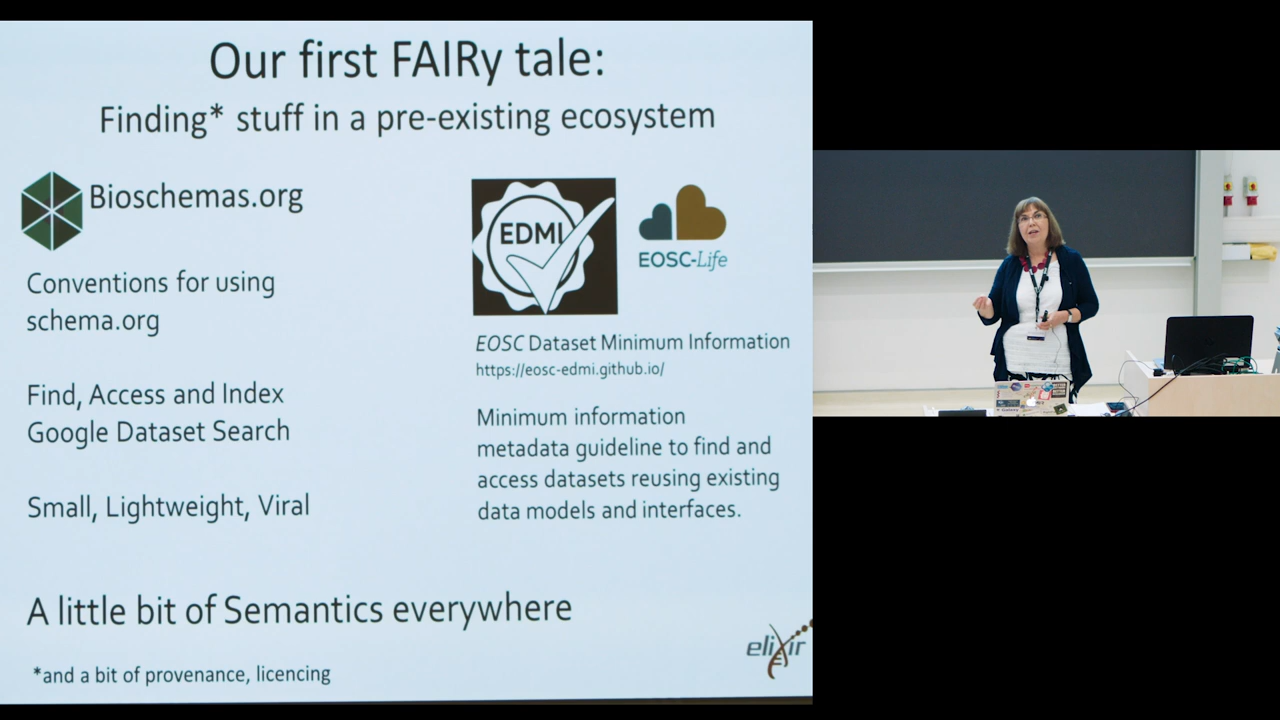 Our first FAIRy tale:
Finding* stuff in a pre-existing ecosystem
Bioschemas.org
Conventions for using
schema.org
Find, Access and Index
Google Dataset Search
Small, Lightweight, Viral
EDMI
EOSC-Life
EOSC Dataset Minimum Information
https://eosc-edmi.github.io/
Minimum information
metadata guideline to find and
access datasets reusing existing
data models and interfaces.
A little bit of Semantics everywhere
*and a bit of provenance, licencing
elixir